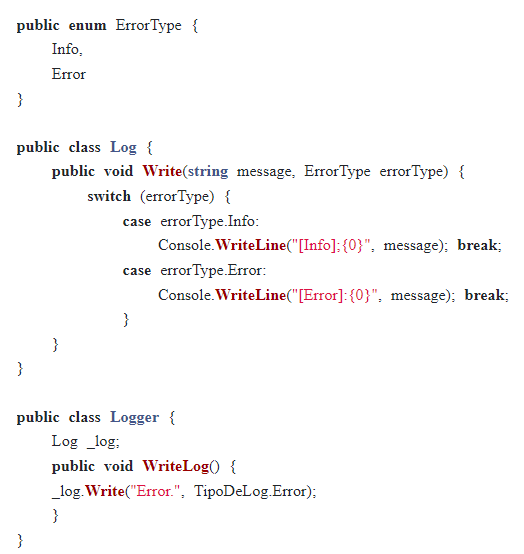 public enum ErrorType {
Info,
Error
}
public class Log {
public void Write(string message, ErrorType errorType) {
switch (errorType) {
case errorType.Info:
Console.WriteLine("[Info];{0}", message); break;
case errorType.Error:
Console.WriteLine("[Error]:{0}", message); break;
}
}
}
public class Logger {
Log _log;
public void WriteLog() {
_log.Write("Error.", TipoDeLog.Error);
}
}